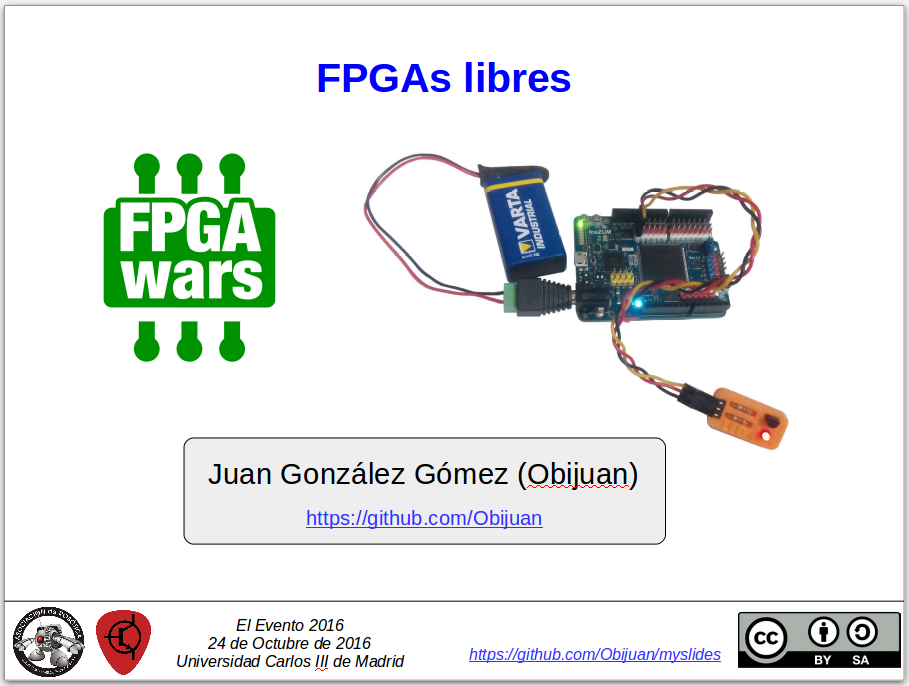 FPGAs libres
FPGA
wars
VARTA
INDUSTRIAL
IceZUM
Juan González Gómez (Obijuan)
https://github.com/Obijuan
El Evento 2016
24 de Octubre de 2016
Universidad Carlos III de Madrid
https://github.com/Obijuan/myslides
cc
BY SA